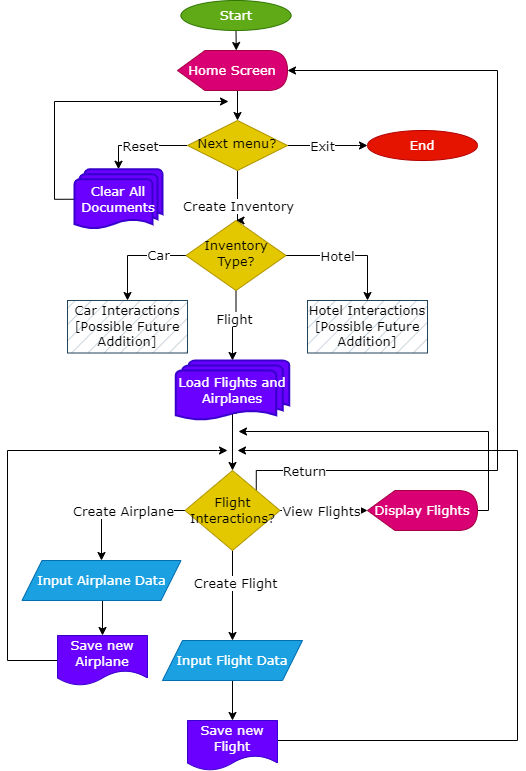 Start
Home Screen
Next menu?
Reset
Exit
End
Clear All
Documents
Create Inventory
Inventory
Type?
Car
Hotel
Car Interactions
[Possible Future
Addition]
Hotel Interactions
[Possible Future
Addition]
Flight
Load Flights and
Airplanes
Return
Flight
Interactions?
Create Airplane
View Flights
Display Flights
Input Airplane Data
Create Flight
Save new
Airplane
Input Flight Data
Save new
Flight